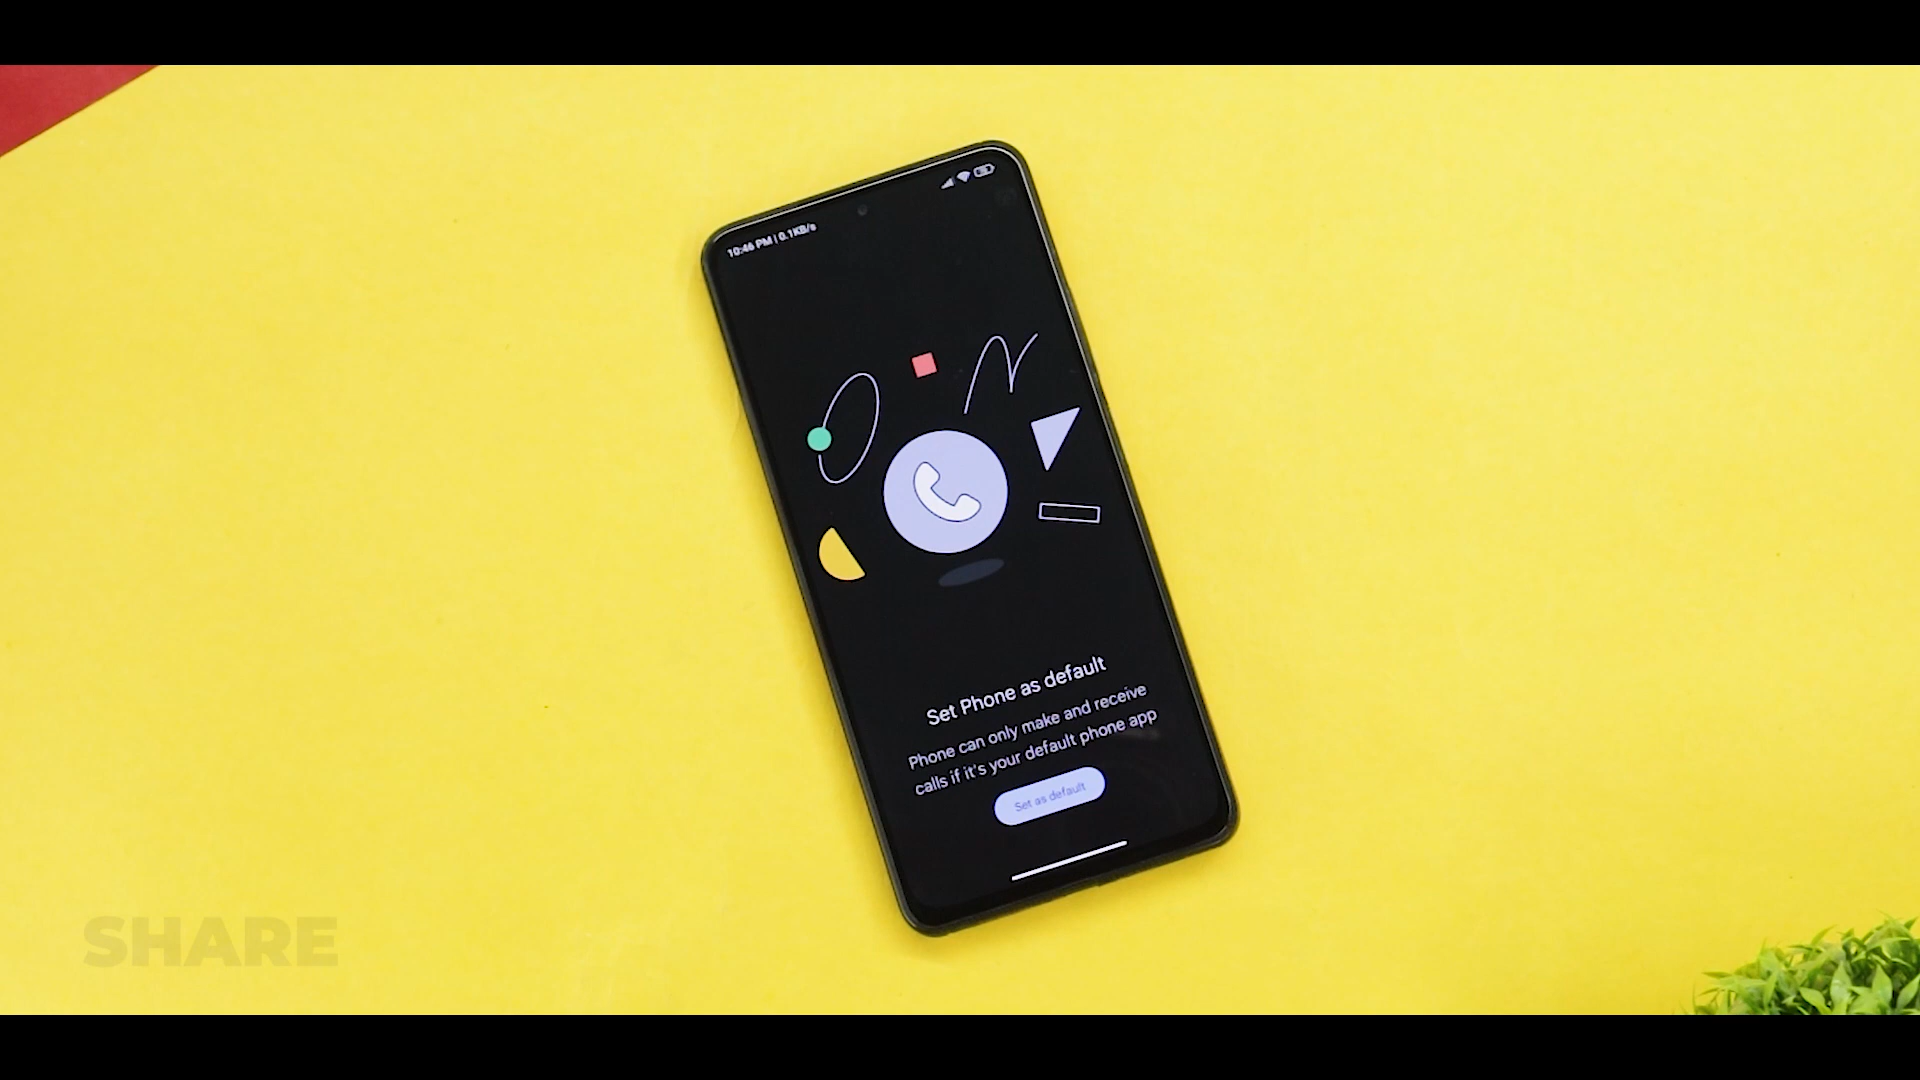 10:46 PM | 0.1KB/s
Set Phone as default
Phone can only make and receive
calls if it's your default phone app
Set as default
SHARE